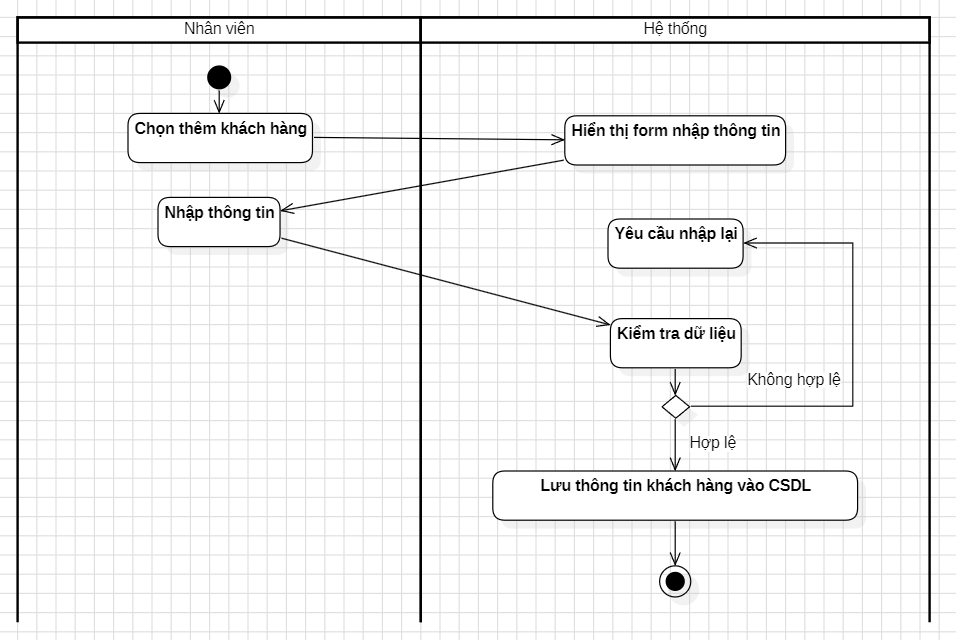 Nhân viên
Hệ thống
Chọn thêm khách hàng
Hiển thị form nhập thông tin
Nhập thông tin
Yêu cầu nhập lại
Kiểm tra dữ liệu
Không hợp lệ
Hợp lệ
Lưu thông tin khách hàng vào CSDL